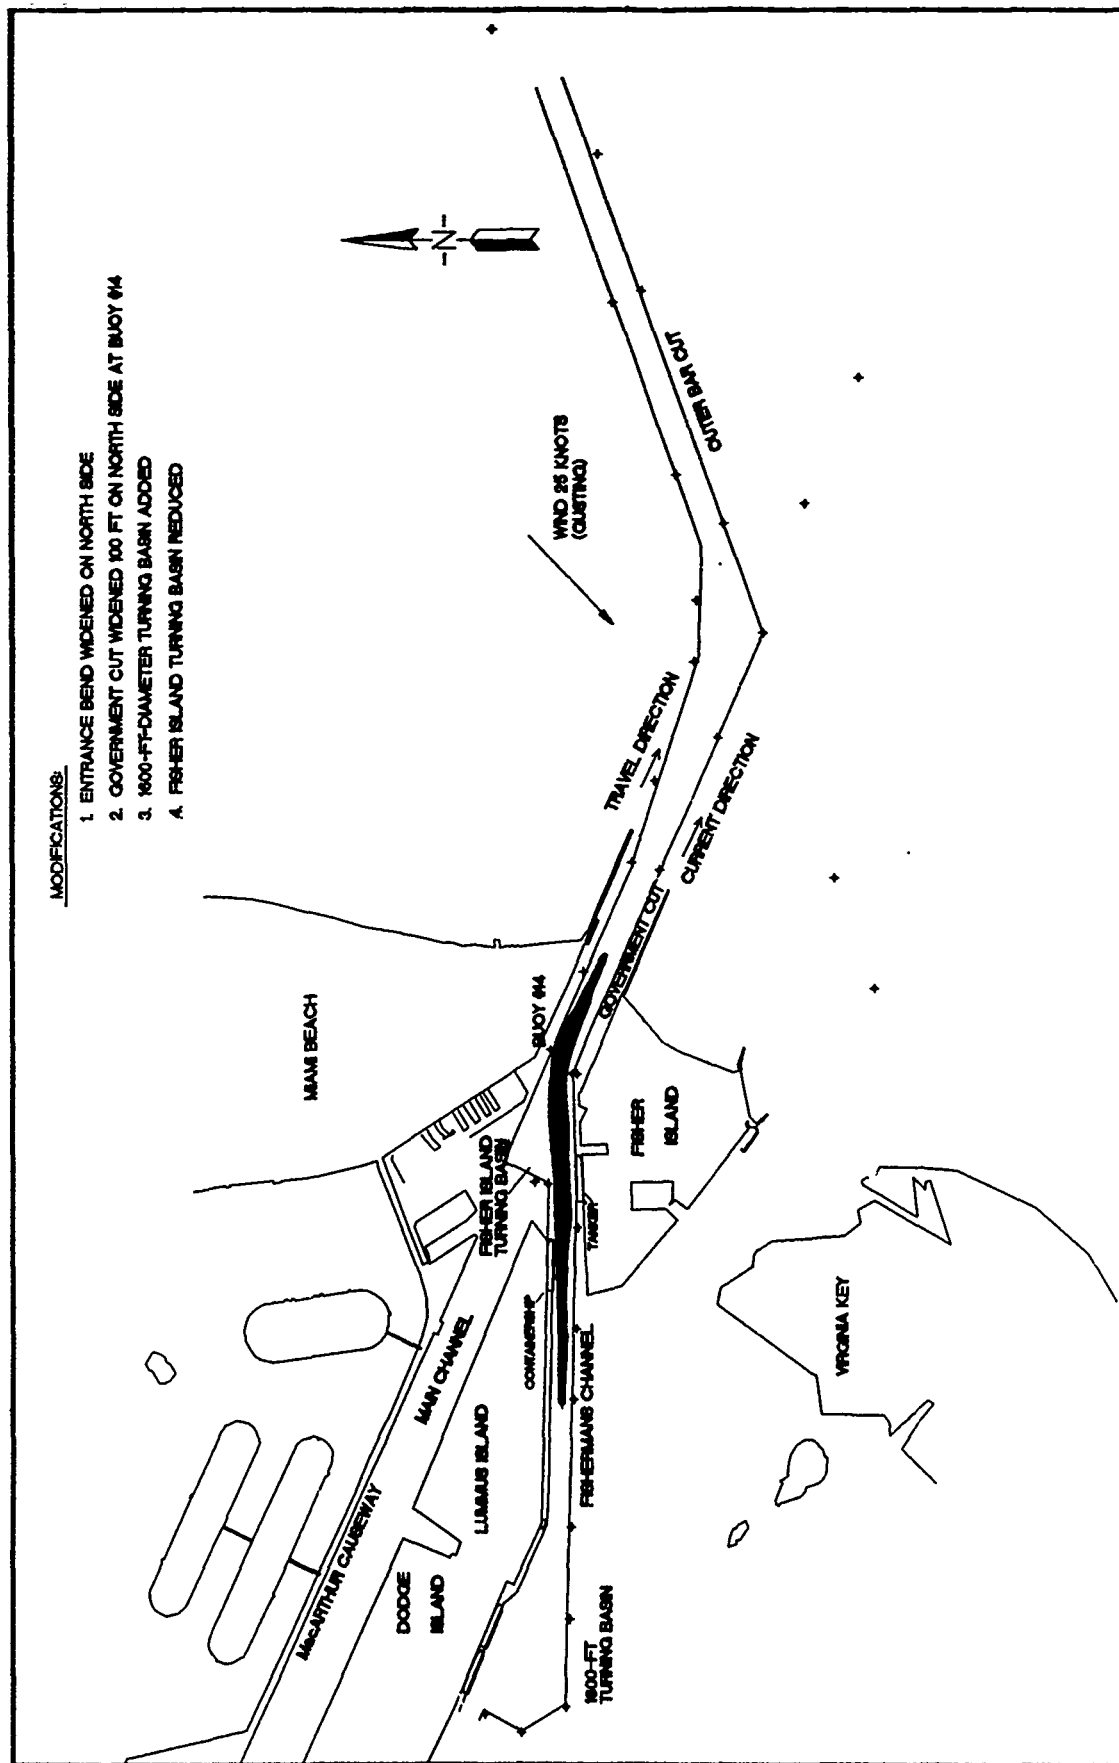 MODIFICATIONS:
1. ENTRANCE BEND WIDENED ON NORTH SIDE
2. GOVERNMENT CUT WIDENED 100 FT ON NORTH SIDE AT BUOY #14
3. 1600-FT-DIAMETER TURNING BASIN ADDED
4. FISHER ISLAND TURNING BASIN REDUCED
-N-
WIND 25 KNOTS
(GUSTING)
OUTER BAR CUT
TRAVEL DIRECTION
CURRENT DIRECTION
GOVERNMENT CUT
BUOY #14
MIAMI BEACH
FISHER ISLAND
TURNING BASIN
FISHER
ISLAND
TANKER
CONTAINERSHIP
MAIN CHANNEL
MacARTHUR CAUSEWAY
LUMMUS ISLAND
DODGE
ISLAND
FISHERMANS CHANNEL
1600-FT
TURNING BASIN
VIRGINIA KEY